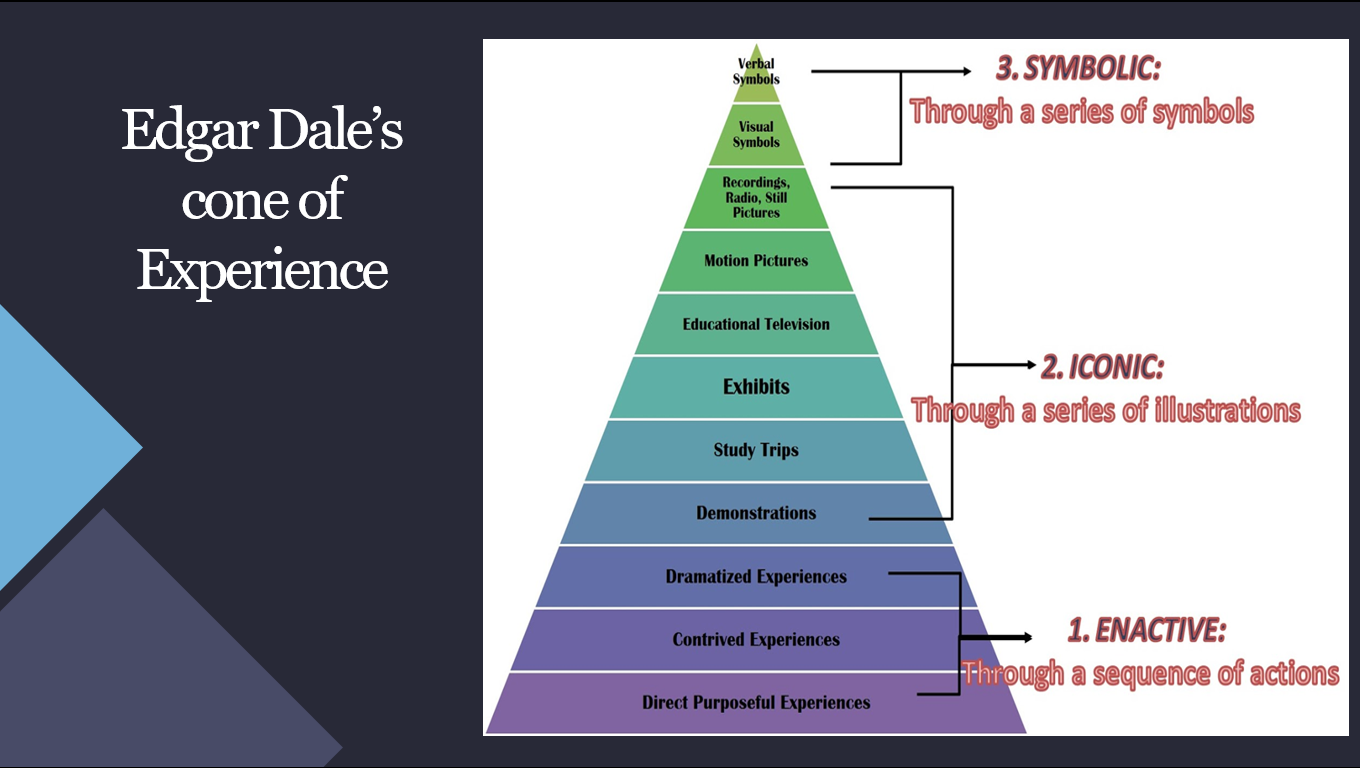 Edgar Dale’s
cone of
Experience
Verbal
Symbols
Visual
Symbols
Recordings,
Radio, Still
Pictures
Motion Pictures
Educational Television
Exhibits
Study Trips
Demonstrations
Dramatized Experiences
Contrived Experiences
Direct Purposeful Experiences
3. SYMBOLIC:
Through a series of symbols
2. ICONIC:
Through a series of illustrations
1. ENACTIVE:
Through a sequence of actions